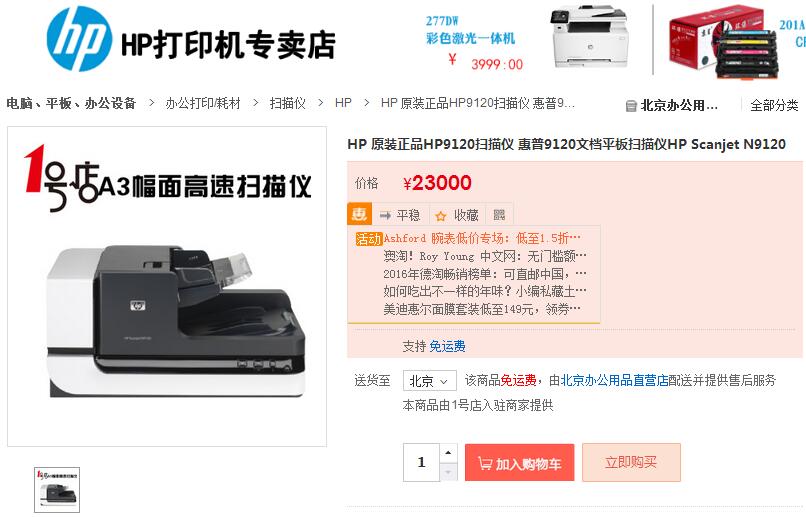 hp
HP打印机专卖店
277DW
彩色激光一体机
¥ 3999:00
201A
电脑、平板、办公设备 > 办公打印/耗材 > 扫描仪 > HP > HP 原装正品HP9120扫描仪 惠普9...
北京办公用... 全部分类
1号店A3幅面高速扫描仪
hp
HP 原装正品HP9120扫描仪 惠普9120文档平板扫描仪HP Scanjet N9120
价格 ¥23000
惠 平稳 收藏
活动 Ashford 腕表低价专场: 低至1.5折…
澳淘! Roy Young 中文网: 无门槛额…
2016年德淘畅销榜单: 可直邮中国, …
如何吃出不一样的年味? 小编私藏土…
美迪惠尔面膜套装低至149元, 领券…
支持 免运费
送货至 北京 该商品免运费，由北京办公用品直营店配送并提供售后服务
本商品由1号店入驻商家提供
1 加入购物车 立即购买